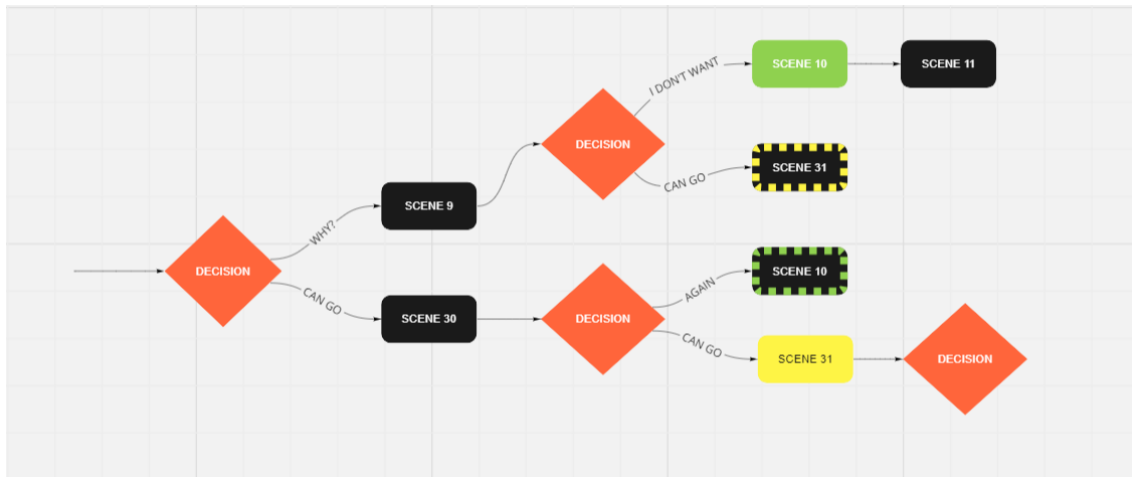 SCENE 10
SCENE 11
I DON'T WANT
DECISION
SCENE 31
CAN GO
SCENE 9
WHY?
DECISION
SCENE 10
AGAIN
CAN GO
SCENE 30
DECISION
CAN GO
SCENE 31
DECISION